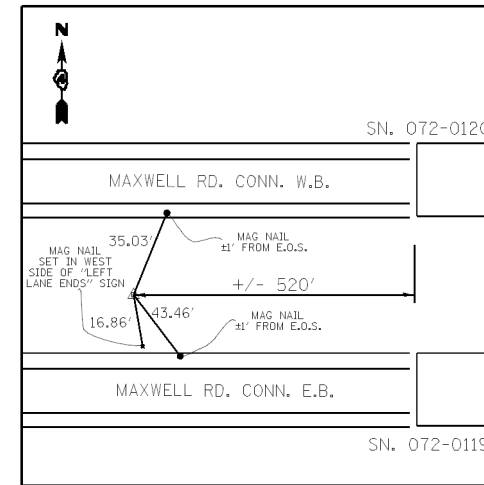 N
SN. 072-0120
MAXWELL RD. CONN. W.B.
35.03'
MAG NAIL
±1' FROM E.O.S.
MAG NAIL
SET IN WEST
SIDE OF "LEFT
LANE ENDS" SIGN
+/- 520'
43.46'
16.86'
MAG NAIL
±1' FROM E.O.S.
MAXWELL RD. CONN. E.B.
SN. 072-0119